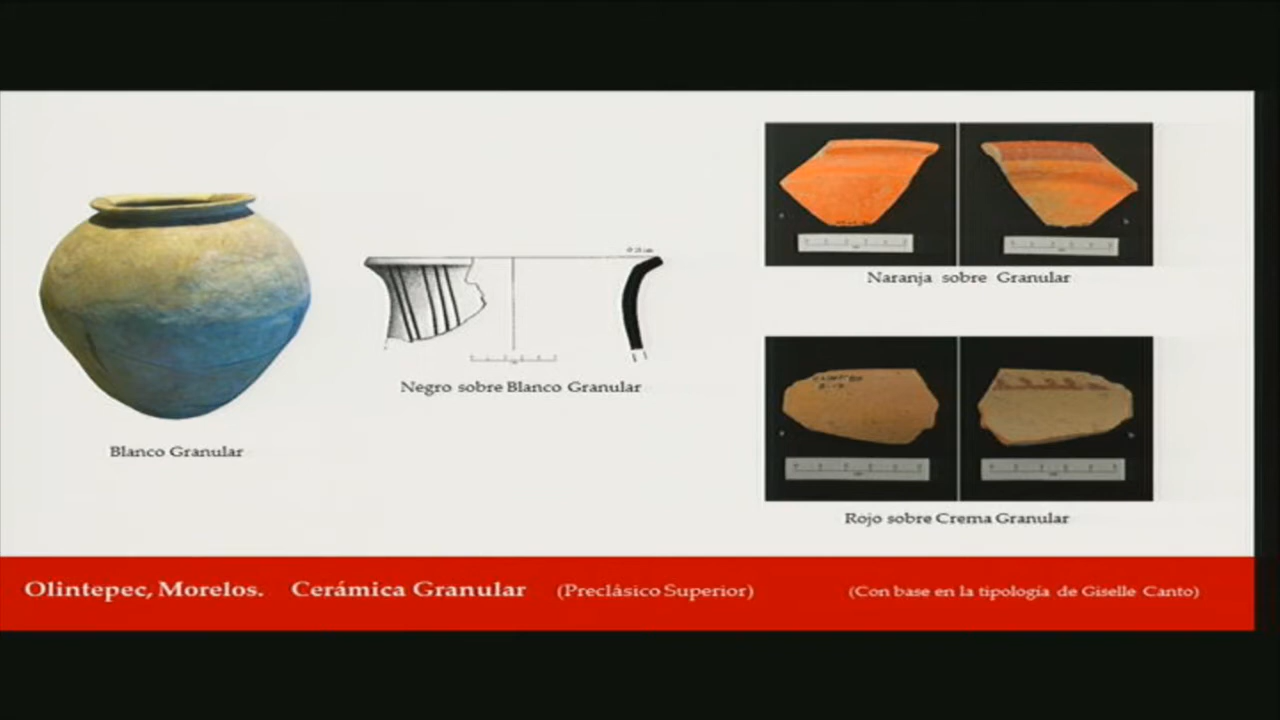 Naranja sobre Granular
Negro sobre Blanco Granular
Blanco Granular
Rojo sobre Crema Granular
Olintepec, Morelos. Cerámica Granular (Preclásico Superior) (Con base en la tipología de Giselle Canto)